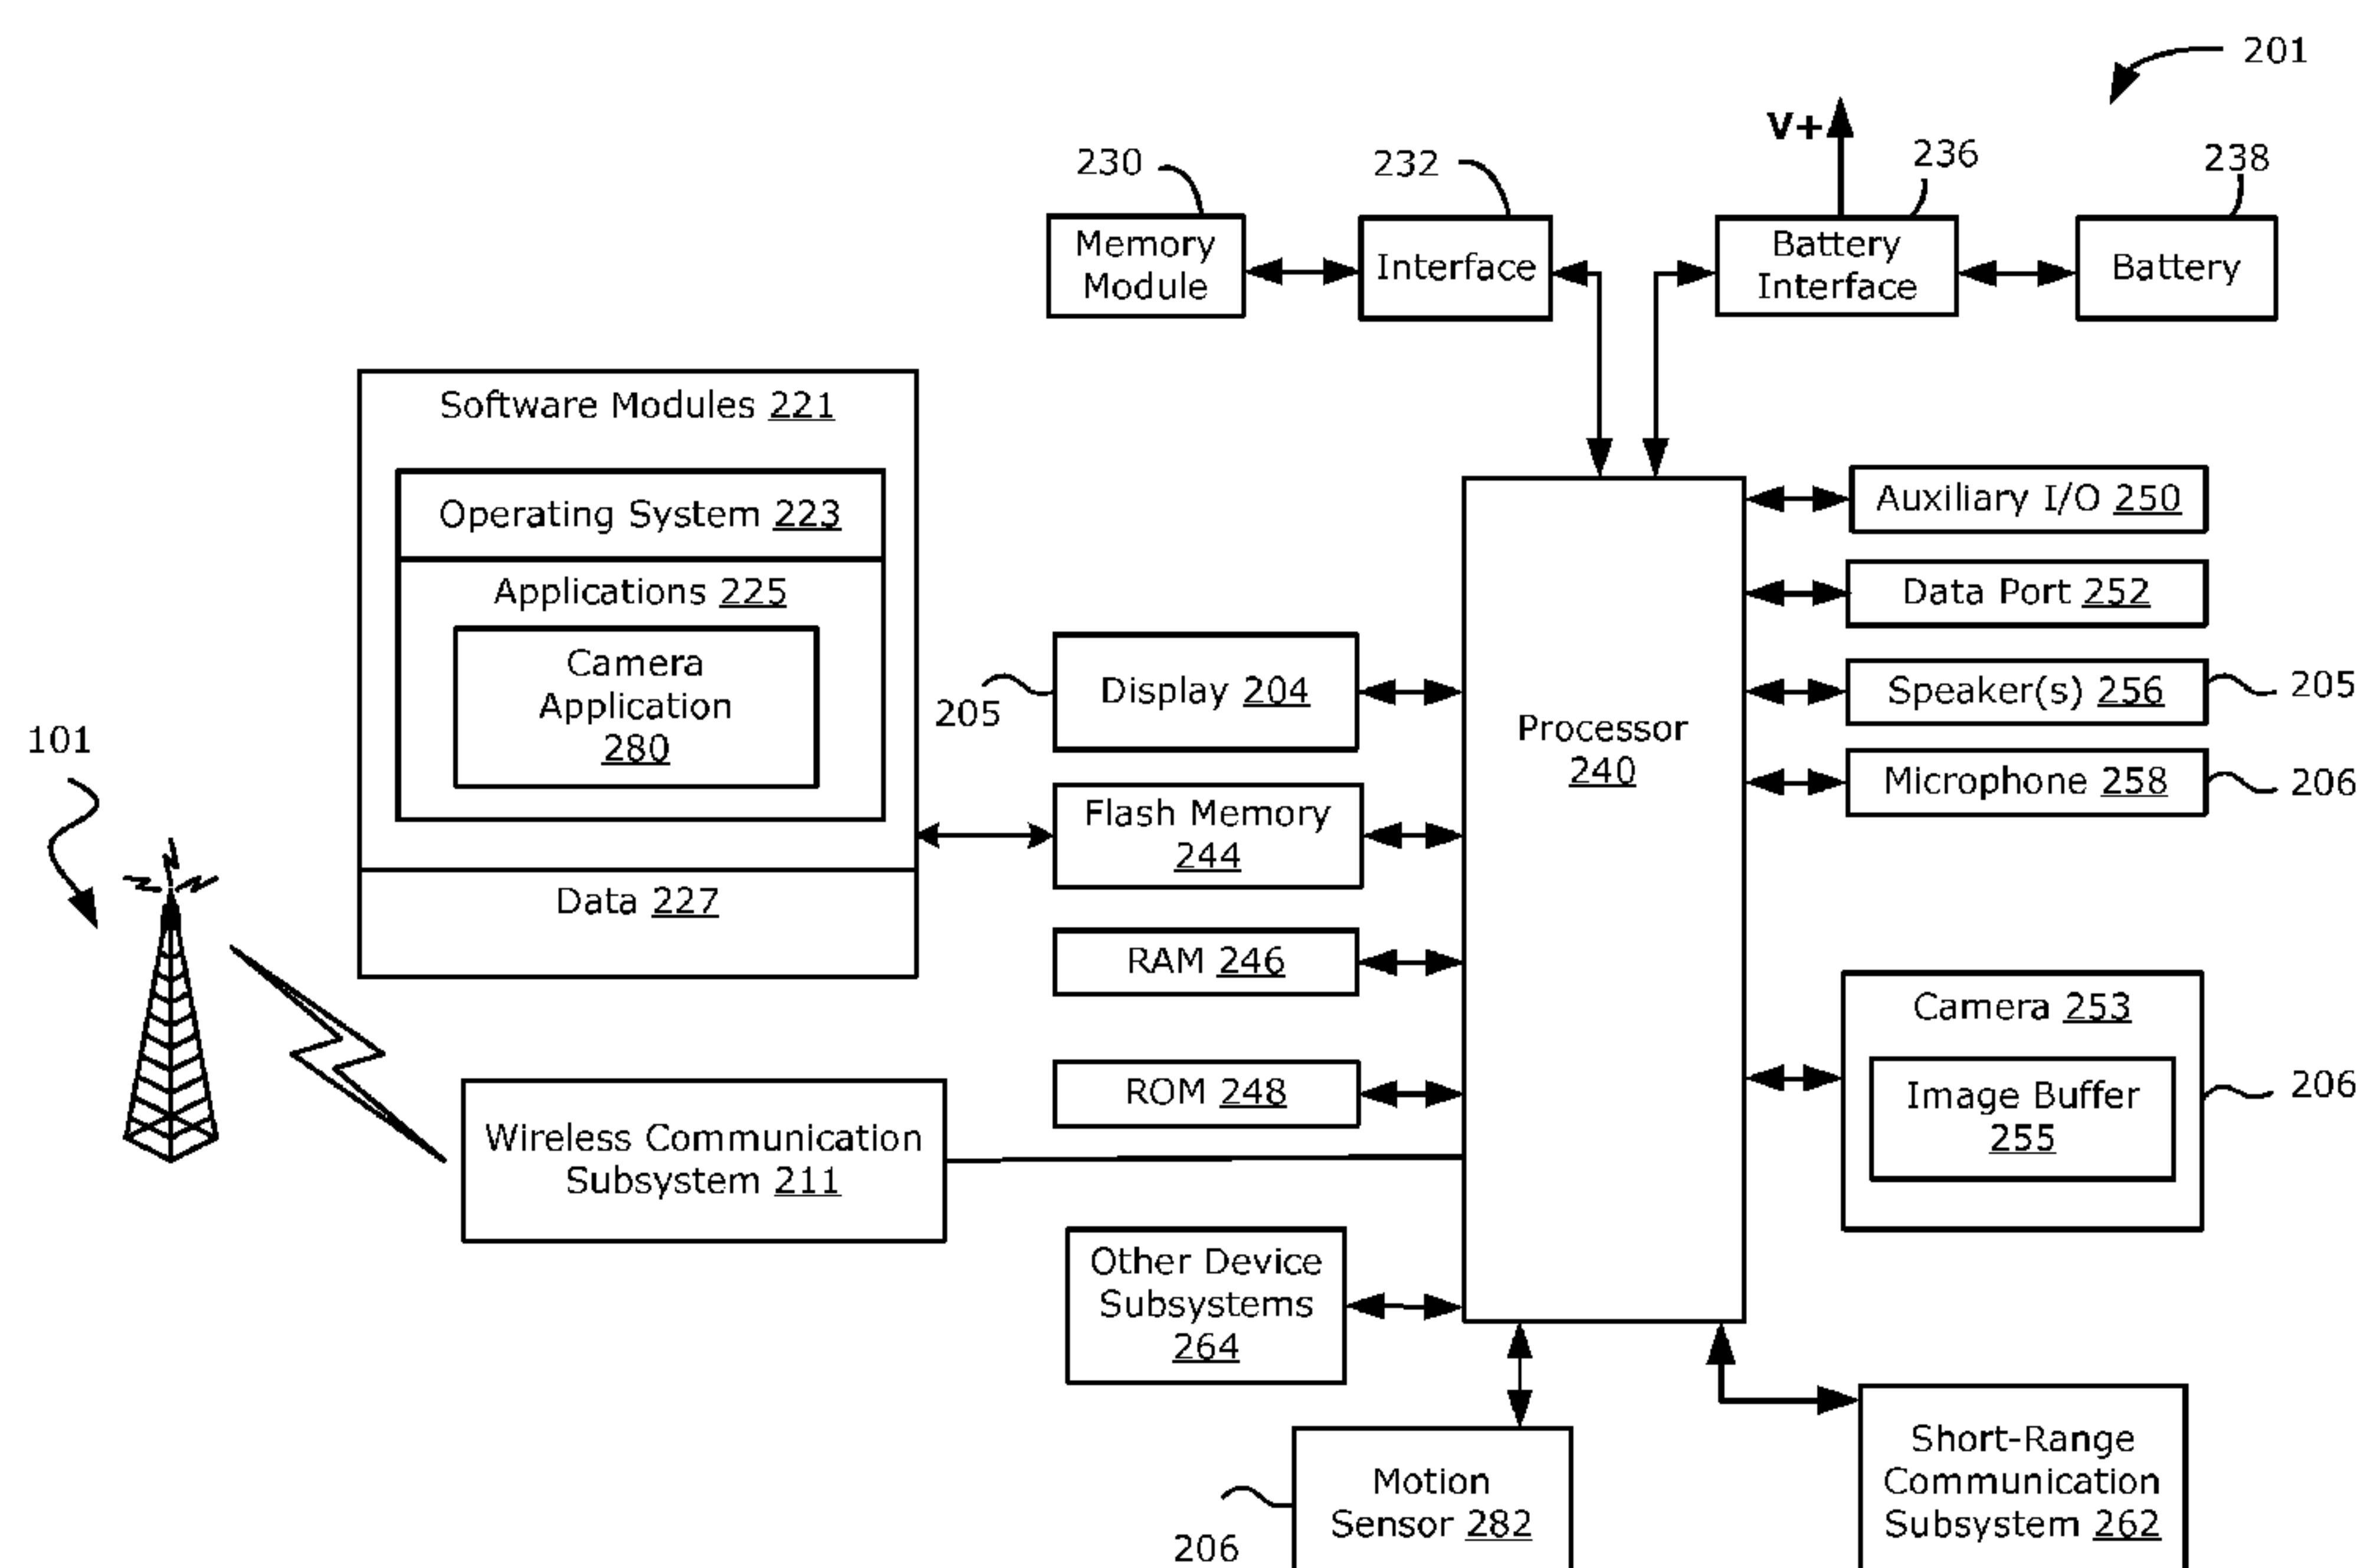 201
V+
230
232
236
238
Memory
Module
Interface
Battery
Interface
Battery
Software Modules 221
Operating System 223
Applications 225
Camera
Application
280
Data 227
101
Auxiliary I/O 250
Data Port 252
Display 204
205
Speaker(s) 256
205
Processor
240
Microphone 258
206
Flash Memory
244
RAM 246
ROM 248
Camera 253
Image Buffer
255
206
Wireless Communication
Subsystem 211
Other Device
Subsystems
264
Motion
Sensor 282
206
Short-Range
Communication
Subsystem 262